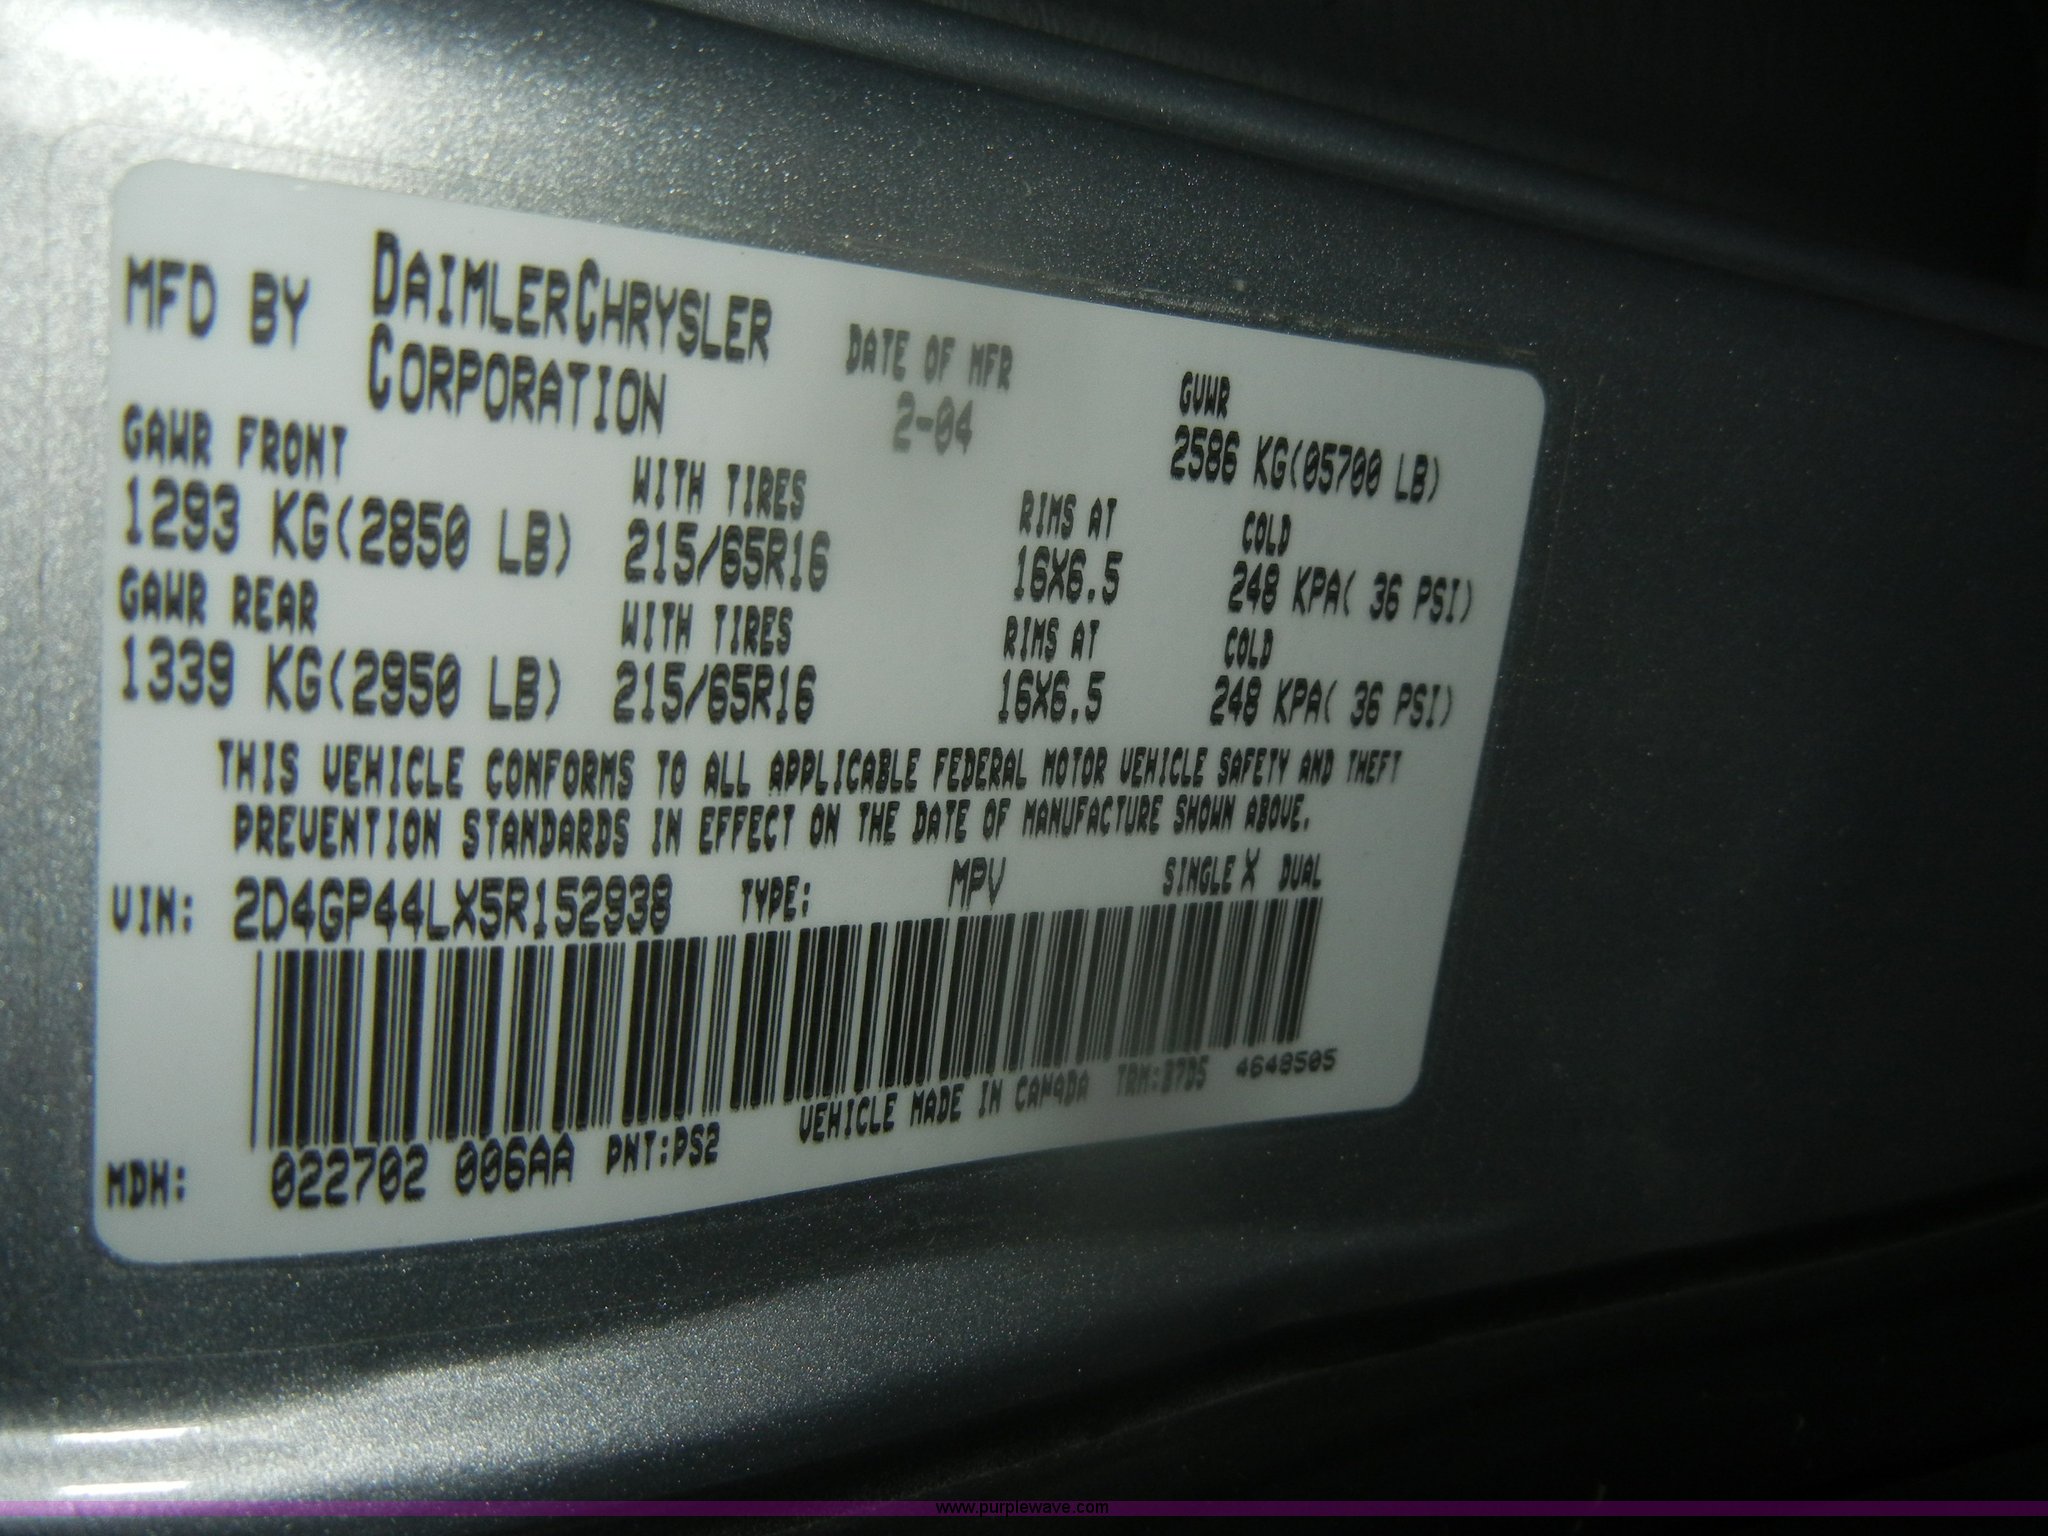 MFD BY DAIMLERCHRYSLER CORPORATION
DATE OF MFR
2-04
GVWR
2586 KG(05700 LB)
GAWR FRONT WITH TIRES RIMS AT COLD
1293 KG(2850 LB) 215/65R16 16X6.5 248 KPA( 36 PSI)
GAWR REAR WITH TIRES RIMS AT COLD
1339 KG(2950 LB) 215/65R16 16X6.5 248 KPA( 36 PSI)
THIS VEHICLE CONFORMS TO ALL APPLICABLE FEDERAL MOTOR VEHICLE SAFETY AND THEFT
PREVENTION STANDARDS IN EFFECT ON THE DATE OF MANUFACTURE SHOWN ABOVE.
VIN: 2D4GP44LX5R152938 TYPE: MPV SINGLE X DUAL
MDH: 022702 006AA PNT:PS2 VEHICLE MADE IN CANADA 4648505
www.purplewave.com